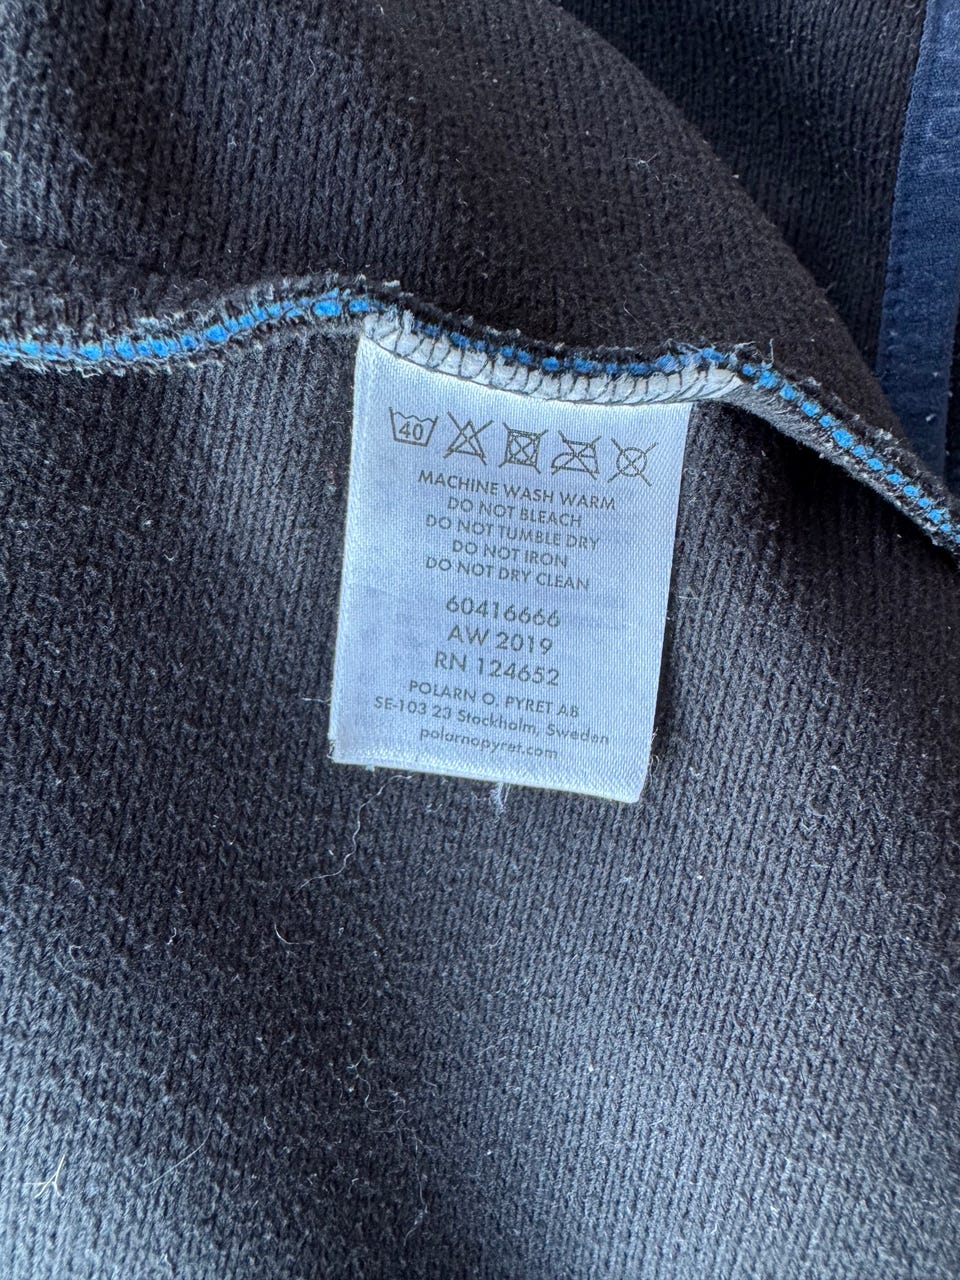 40
MACHINE WASH WARM
DO NOT BLEACH
DO NOT TUMBLE DRY
DO NOT IRON
DO NOT DRY CLEAN
60416666
AW 2019
RN 124652
POLARN O. PYRET AB
SE-103 23 Stockholm, Sweden
polarnopyret.com